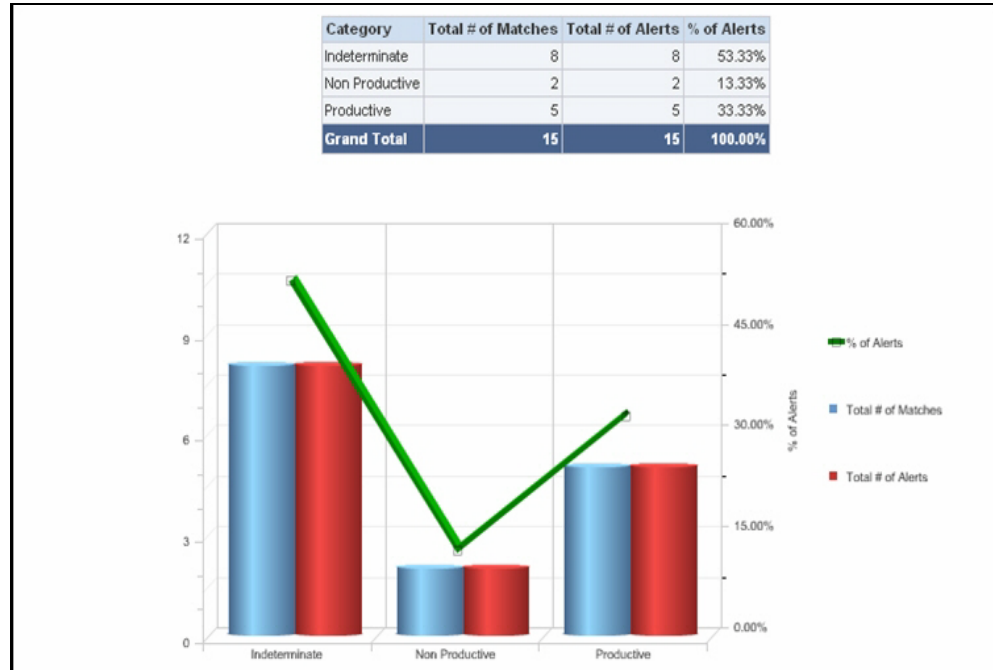 Category Total # of Matches Total # of Alerts % of Alerts
Indeterminate 8 8 53.33%
Non Productive 2 2 13.33%
Productive 5 5 33.33%
Grand Total 15 15 100.00%
60.00%
12
9
45.00%
% of Alerts
Total # of Matches
6
30.00%
% of Alerts
Total # of Alerts
3
15.00%
0
0.00%
Indeterminate Non Productive Productive